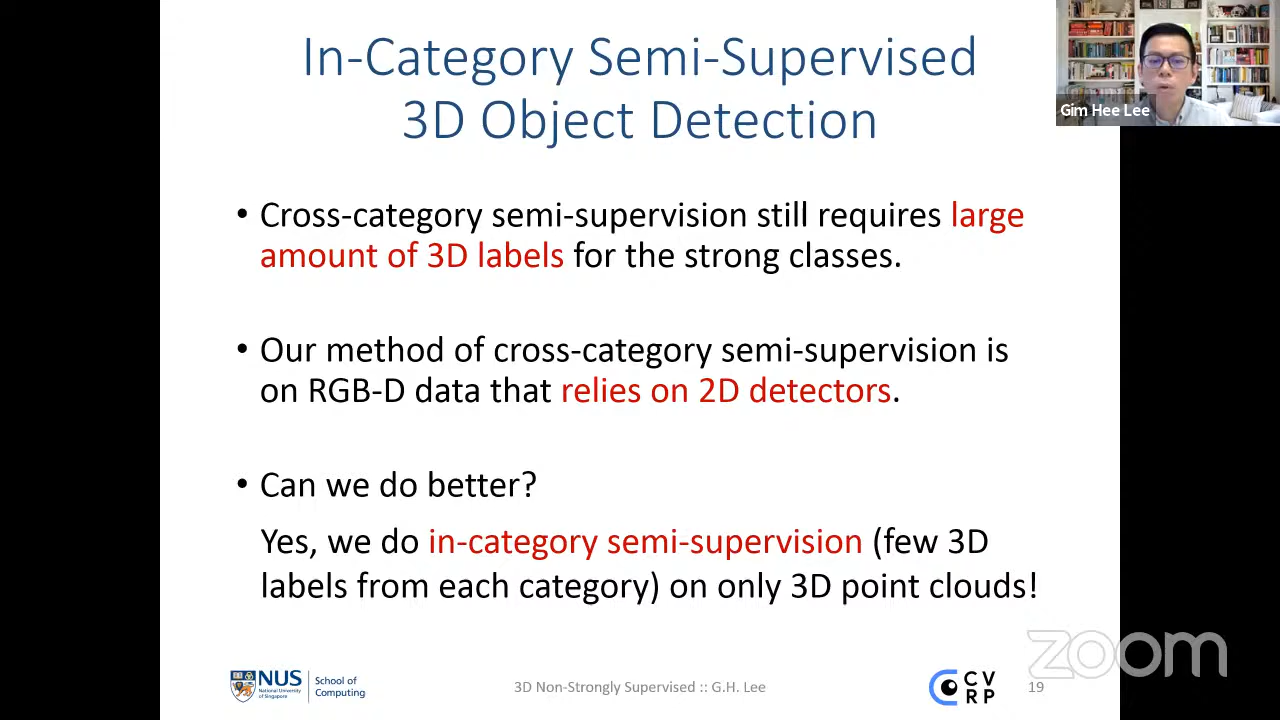 In-Category Semi-Supervised
3D Object Detection
Gim Hee Lee
• Cross-category semi-supervision still requires large
amount of 3D labels for the strong classes.
• Our method of cross-category semi-supervision is
on RGB-D data that relies on 2D detectors.
• Can we do better?
Yes, we do in-category semi-supervision (few 3D
labels from each category) on only 3D point clouds!
zoom
NUS
National University
of Singapore
School of
Computing
3D Non-Strongly Supervised :: G.H. Lee
CV
RP
19